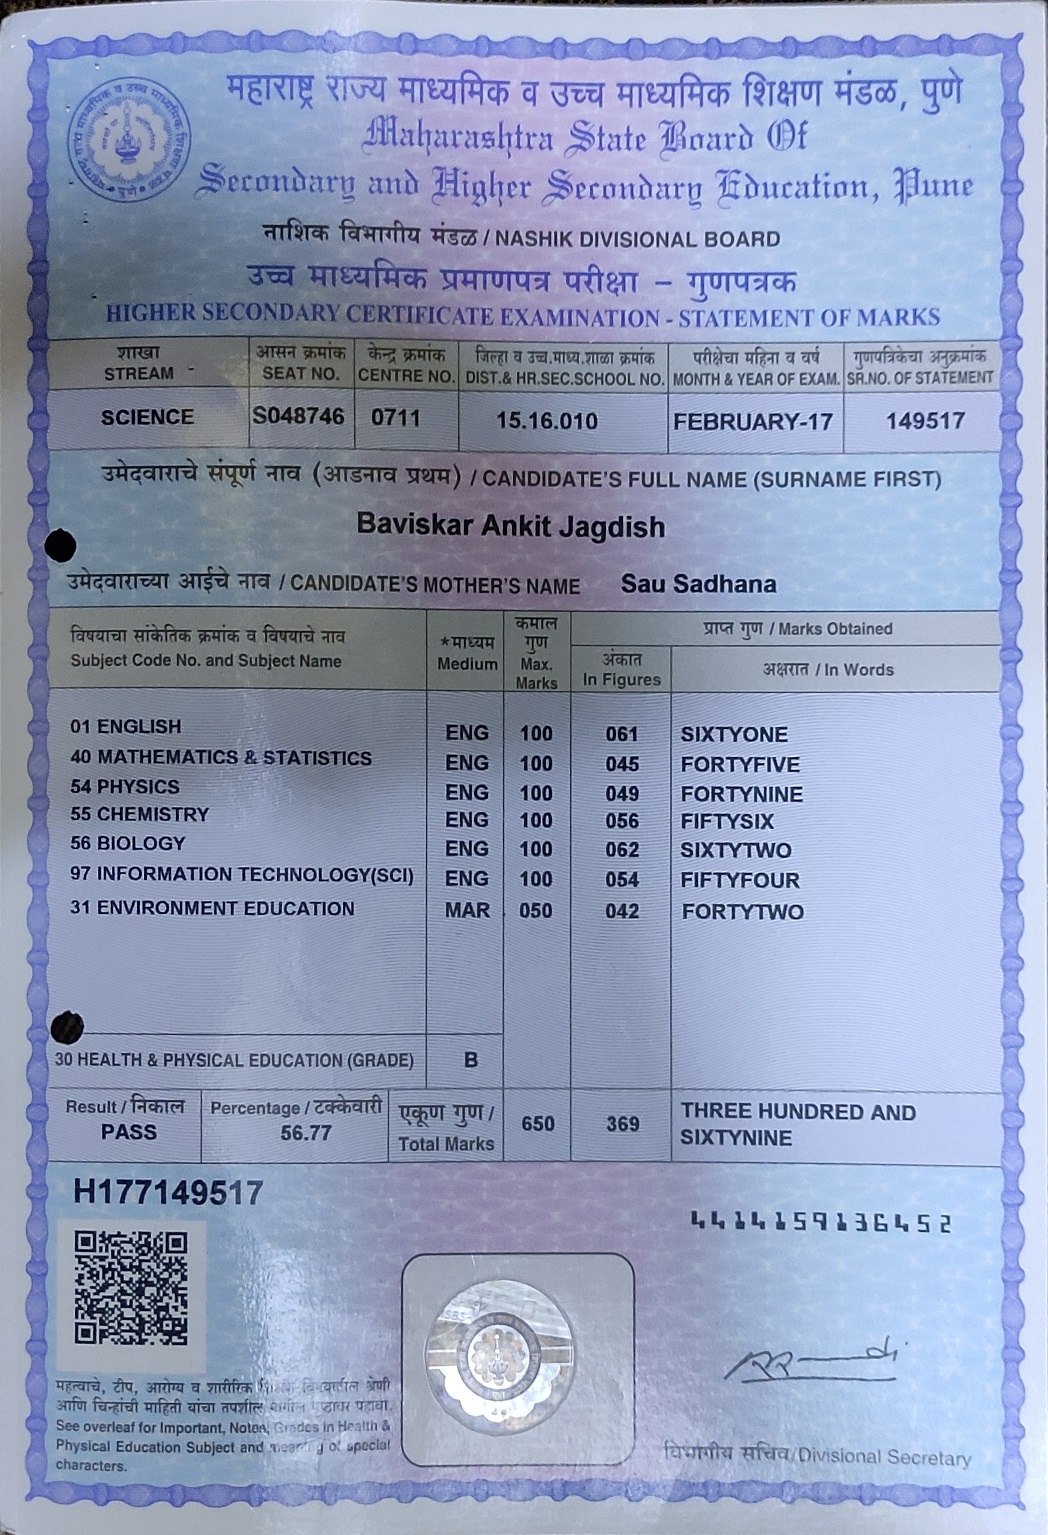 महाराष्ट्र राज्य माध्यमिक व उच्च माध्यमिक शिक्षण मंडळ, पुणे
Maharashtra State Board Of
Secondary and Higher Secondary Education, Pune
नाशिक विभागीय मंडळ / NASHIK DIVISIONAL BOARD
उच्च माध्यमिक प्रमाणपत्र परीक्षा – गुणपत्रक
HIGHER SECONDARY CERTIFICATE EXAMINATION - STATEMENT OF MARKS
शाखा आसन क्रमांक केन्द्र क्रमांक जिल्हा व उच्च.माध्य.शाळा क्रमांक परीक्षेचा महिना व वर्ष गुणपत्रिकेचा अनुक्रमांक
STREAM SEAT NO. CENTRE NO. DIST.& HR.SEC.SCHOOL NO. MONTH & YEAR OF EXAM. SR.NO. OF STATEMENT
SCIENCE S048746 0711 15.16.010 FEBRUARY-17 149517
उमेदवाराचे संपूर्ण नाव (आडनाव प्रथम) / CANDIDATE'S FULL NAME (SURNAME FIRST)
Baviskar Ankit Jagdish
उमेदवाराच्या आईचे नाव / CANDIDATE'S MOTHER'S NAME Sau Sadhana
विषयाचा सांकेतिक क्रमांक व विषयाचे नाव
Subject Code No. and Subject Name
*माध्यम
Medium
कमाल
गुण
Max.
Marks
प्राप्त गुण / Marks Obtained
अंकात
In Figures
अक्षरात / In Words
01 ENGLISH ENG 100 061 SIXTYONE
40 MATHEMATICS & STATISTICS ENG 100 045 FORTYFIVE
54 PHYSICS ENG 100 049 FORTYNINE
55 CHEMISTRY ENG 100 056 FIFTYSIX
56 BIOLOGY ENG 100 062 SIXTYTWO
97 INFORMATION TECHNOLOGY(SCI) ENG 100 054 FIFTYFOUR
31 ENVIRONMENT EDUCATION MAR 050 042 FORTYTWO
30 HEALTH & PHYSICAL EDUCATION (GRADE) B
Result / निकाल
PASS
Percentage / टक्केवारी
56.77
एकूण गुण /
Total Marks
650 369
THREE HUNDRED AND
SIXTYNINE
H177149517
4414159136452
महत्वाचे, टीप, आरोग्य व शारीरिक श्रेणी
आणि चिन्हांची माहिती यांचा तपशील पहावा.
See overleaf for Important, Notes, Grades in Health &
Physical Education Subject and meaning of special
characters.
विभागीय सचिव/Divisional Secretary